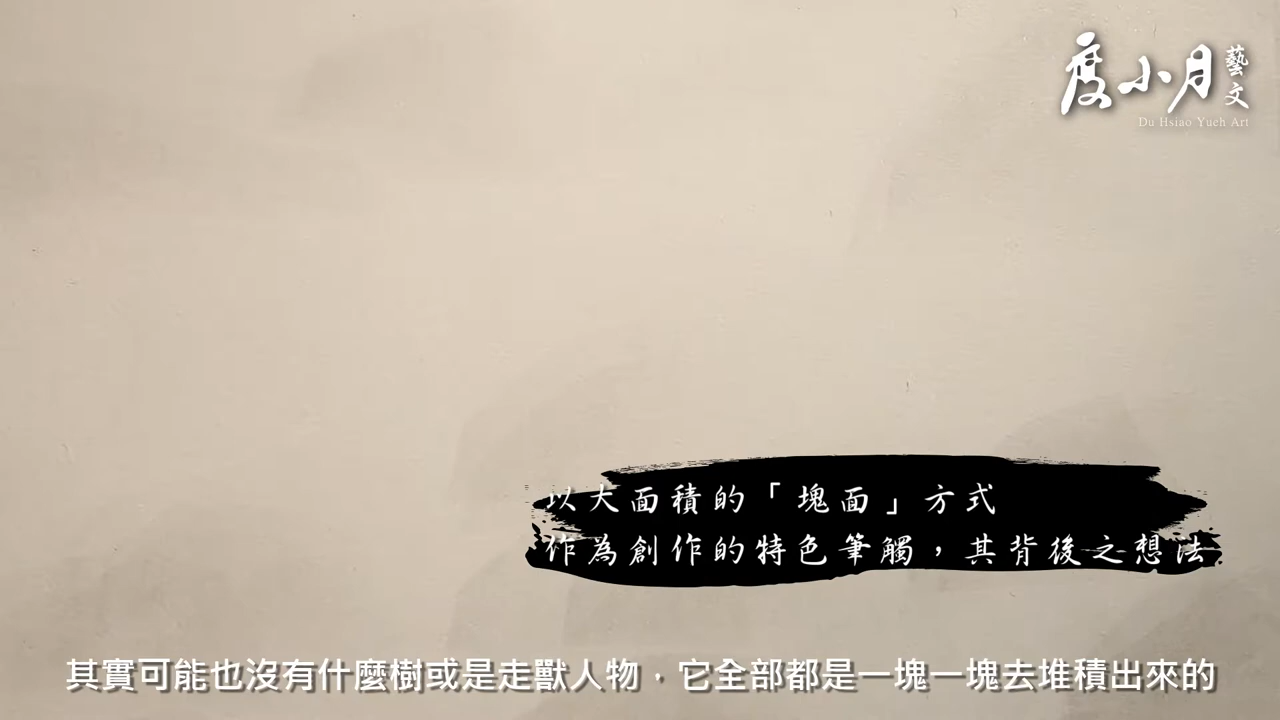 度小月
藝文
Du Hsiao Yueh Art
以大面積的「塊面」方式
作為創作的特色筆觸，其背後之想法
其實可能也沒有什麼樹或是走獸人物，它全部都是一塊一塊去堆積出來的